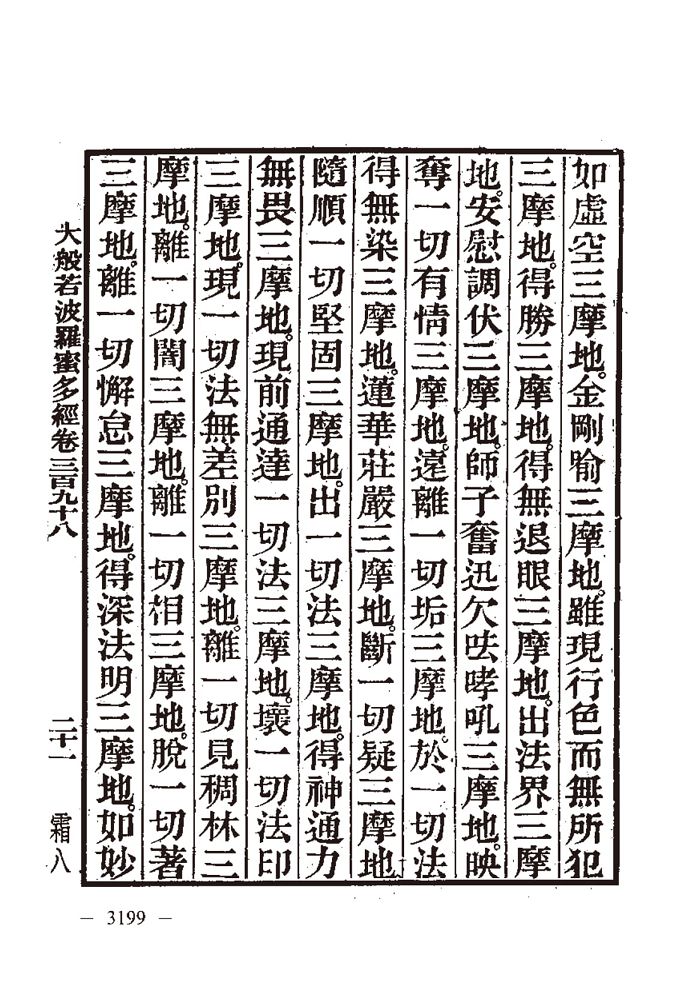 如虛空三摩地。金剛喻三摩地。雖現行色而無所犯
三摩地。得勝三摩地。得無退眼三摩地。出法界三摩
地。安慰調伏三摩地。師子奮迅欠呿哮吼三摩地。映
奪一切有情三摩地。遠離一切垢三摩地。於一切法
得無染三摩地。蓮華莊嚴三摩地。斷一切疑三摩地
隨順一切堅固三摩地。出一切法三摩地。得神通力
無畏三摩地。現前通達一切法三摩地。壞一切法印
三摩地。現一切法無差別三摩地。離一切見稠林三
摩地。離一切闇三摩地。離一切相三摩地。脫一切著
三摩地。離一切懈怠三摩地。得深法明三摩地。如妙
大般若波羅蜜多經卷三百九十八
二十一
霜八
— 3199 —